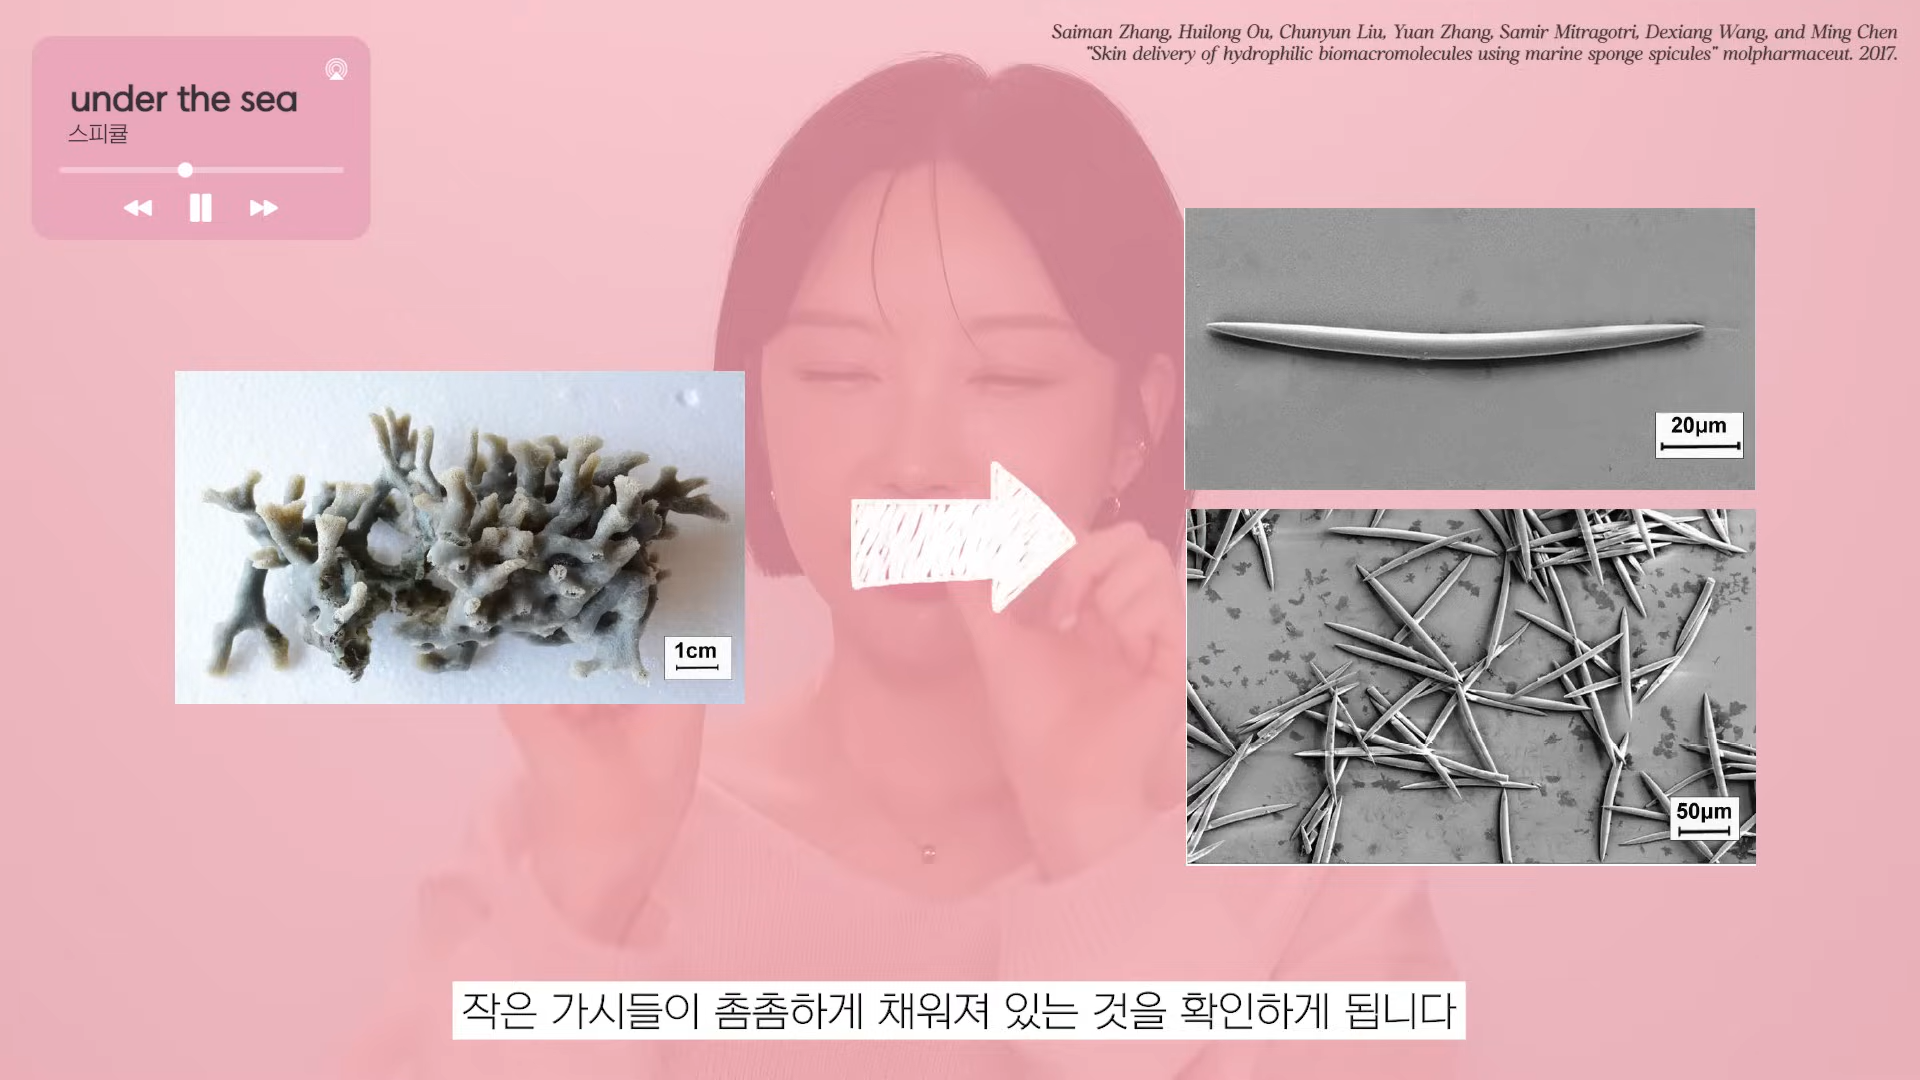 under the sea
스피큘
Saiman Zhang, Huilong Ou, Chunyun Liu, Yuan Zhang, Samir Mitragotri, Dexiang Wang, and Ming Chen
"Skin delivery of hydrophilic biomacromolecules using marine sponge spicules" molpharmaceut. 2017.
20μm
1cm
50μm
작은 가시들이 촘촘하게 채워져 있는 것을 확인하게 됩니다